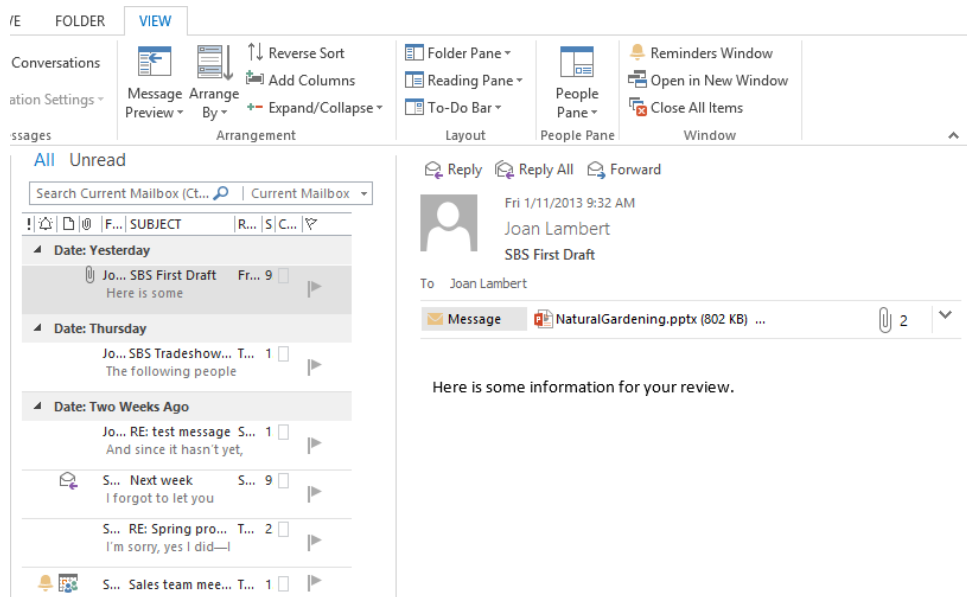 /E FOLDER VIEW
Conversations
ation Settings
ssages
Message Preview
Arrange By
Reverse Sort
Add Columns
Expand/Collapse
Arrangement
Folder Pane
Reading Pane
To-Do Bar
Layout
People Pane
People Pane
Reminders Window
Open in New Window
Close All Items
Window
All Unread
Search Current Mailbox (Ct... Current Mailbox
! F... SUBJECT R... S C...
Date: Yesterday
Jo... SBS First Draft Fr... 9
Here is some
Date: Thursday
Jo... SBS Tradeshow... T... 1
The following people
Date: Two Weeks Ago
Jo... RE: test message S... 1
And since it hasn't yet,
S... Next week S... 9
I forgot to let you
S... RE: Spring pro... T... 2
I'm sorry, yes I did—I
S... Sales team mee... T... 1
Reply Reply All Forward
Fri 1/11/2013 9:32 AM
Joan Lambert
SBS First Draft
To Joan Lambert
Message NaturalGardening.pptx (802 KB) ... 2
Here is some information for your review.